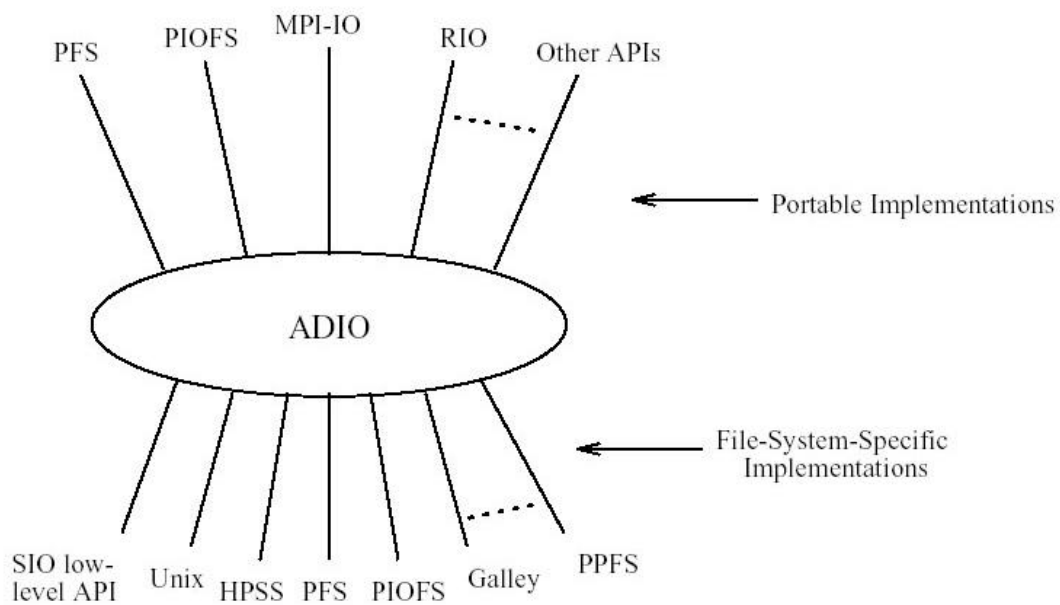 PFS
PIOFS
MPI-IO
RIO
Other APIs
Portable Implementations
ADIO
File-System-Specific
Implementations
SIO low-
level API
Unix
HPSS
PFS
PIOFS
Galley
PPFS